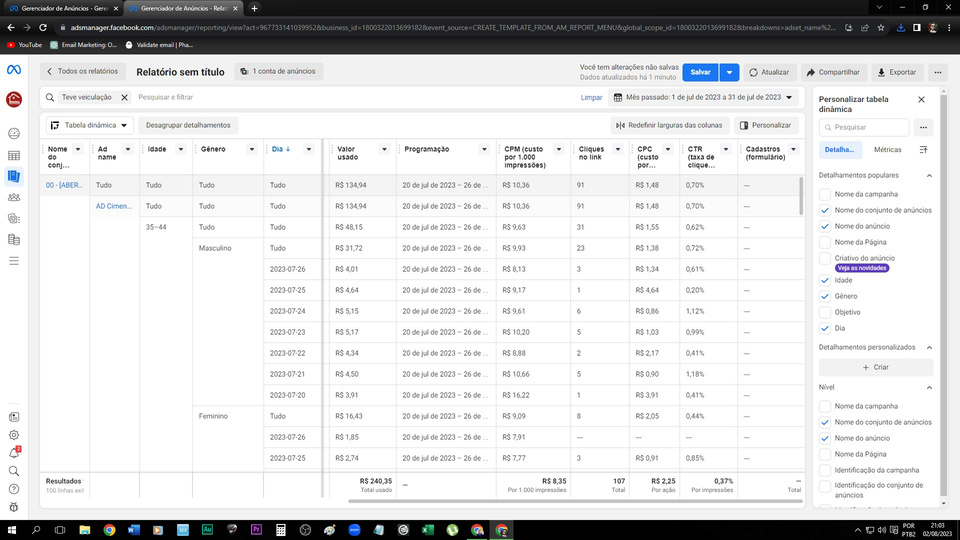 Gerenciador de Anúncios - Geren
Gerenciador de Anúncios - Relat
adsmanager.facebook.com/adsmanager/reporting/view?act=967733141039952&business_id=1800322013699182&event_source=CREATE_TEMPLATE_FROM_AM_REPORT_MENU&global_scope_id=1800322013699182&breakdowns=adset_name%2C...
YouTube Email Marketing: O... Validate email | Pha...
Todos os relatórios
Relatório sem título
1 conta de anúncios
Você tem alterações não salvas
Dados atualizados há 1 minuto
Salvar
Atualizar
Compartilhar
Exportar
Teve veiculação
Pesquise e filtrar
Limpar
Mês passado: 1 de jul de 2023 a 31 de jul de 2023
Tabela dinâmica
Desagrupar detalhamentos
Redefinir larguras das colunas
Personalizar
Nome do conj... Ad name Idade Gênero Dia ↓ Valor usado Programação CPM (custo por 1.000 impressões) Cliques no link CPC (custo por... CTR (taxa de clique... Cadastros (formulário)
00 - [ABER... Tudo Tudo Tudo Tudo R$ 134,94 20 de jul de 2023 – 26 de ... R$ 10,36 91 R$ 1,48 0,70% —
AD Cimen... Tudo Tudo Tudo R$ 134,94 20 de jul de 2023 – 26 de ... R$ 10,36 91 R$ 1,48 0,70% —
35–44 Tudo Tudo R$ 48,15 20 de jul de 2023 – 26 de ... R$ 9,63 31 R$ 1,55 0,62% —
Masculino Tudo R$ 31,72 20 de jul de 2023 – 26 de ... R$ 9,93 23 R$ 1,38 0,72% —
2023-07-26 R$ 4,01 20 de jul de 2023 – 26 de ... R$ 8,13 3 R$ 1,34 0,61% —
2023-07-25 R$ 4,64 20 de jul de 2023 – 26 de ... R$ 9,17 1 R$ 4,64 0,20% —
2023-07-24 R$ 5,15 20 de jul de 2023 – 26 de ... R$ 9,61 6 R$ 0,86 1,12% —
2023-07-23 R$ 5,17 20 de jul de 2023 – 26 de ... R$ 10,20 5 R$ 1,03 0,99% —
2023-07-22 R$ 4,34 20 de jul de 2023 – 26 de ... R$ 8,88 2 R$ 2,17 0,41% —
2023-07-21 R$ 4,50 20 de jul de 2023 – 26 de ... R$ 10,66 5 R$ 0,90 1,18% —
2023-07-20 R$ 3,91 20 de jul de 2023 – 26 de ... R$ 16,22 1 R$ 3,91 0,41% —
Feminino Tudo R$ 16,43 20 de jul de 2023 – 26 de ... R$ 9,09 8 R$ 2,05 0,44% —
2023-07-26 R$ 1,85 20 de jul de 2023 – 26 de ... R$ 7,91 — — — —
2023-07-25 R$ 2,74 20 de jul de 2023 – 26 de ... R$ 7,77 3 R$ 0,91 0,85% —
Resultados R$ 240,35 — R$ 8,35 107 R$ 2,25 0,37% —
100 linhas exi Total usado Por 1.000 impressões Total Por ação Por impressões Total
Personalizar tabela dinâmica
Pesquisar
Detalha... Métricas
Detalhamentos populares
Nome da campanha
Nome do conjunto de anúncios
Nome do anúncio
Nome da Página
Criativo do anúncio
Veja as novidades
Idade
Gênero
Objetivo
Dia
Detalhamentos personalizados
+ Criar
Nível
Nome da campanha
Nome do conjunto de anúncios
Nome do anúncio
Nome da Página
Identificação da campanha
Identificação do conjunto de anúncios
POR 21:03
PTB2 02/08/2023